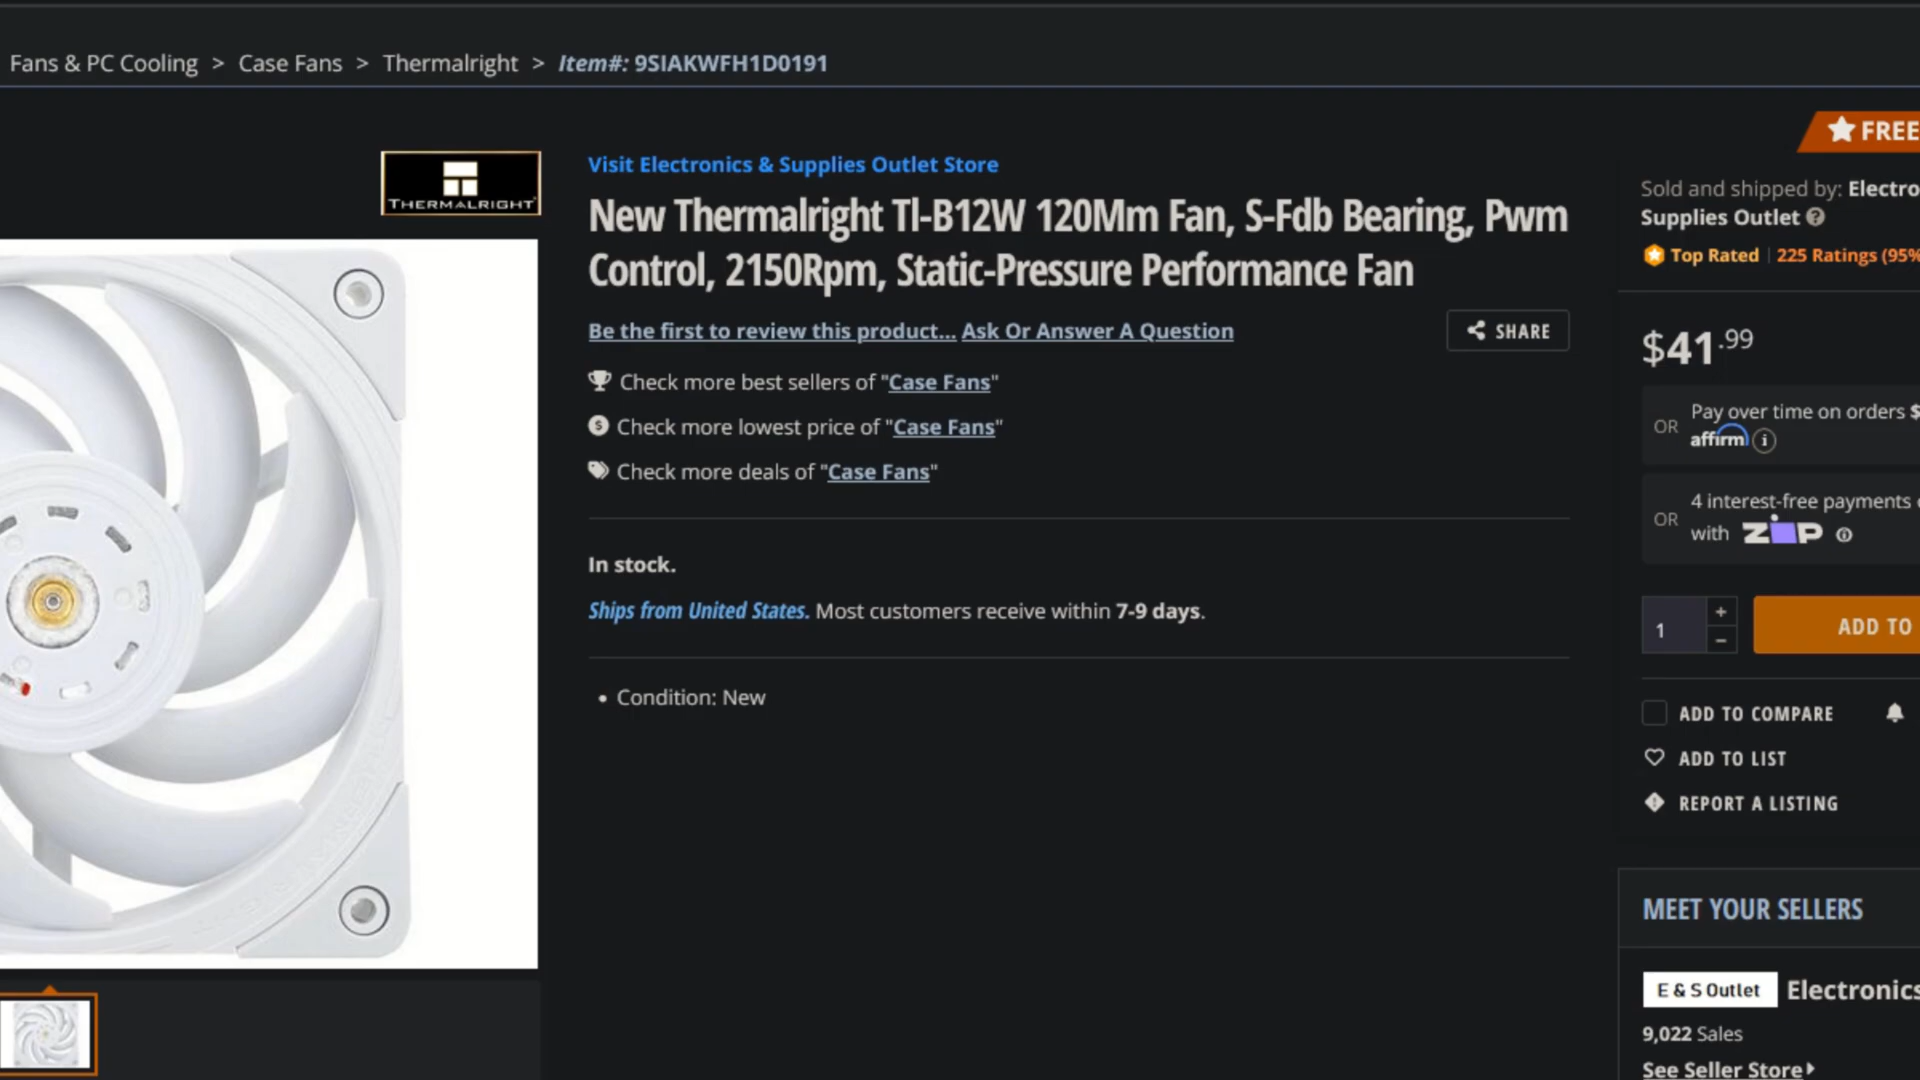 Fans & PC Cooling > Case Fans > Thermalright > Item#: 9SIAKWFH1D0191
FREE
THERMALRIGHT
Visit Electronics & Supplies Outlet Store
New Thermalright Tl-B12W 120Mm Fan, S-Fdb Bearing, Pwm
Control, 2150Rpm, Static-Pressure Performance Fan
Be the first to review this product... Ask Or Answer A Question
SHARE
Check more best sellers of "Case Fans"
Check more lowest price of "Case Fans"
Check more deals of "Case Fans"
In stock.
Ships from United States. Most customers receive within 7-9 days.
• Condition: New
Sold and shipped by: Electro
Supplies Outlet
Top Rated | 225 Ratings (95%
$41.99
OR
Pay over time on orders $
affirm
OR
4 interest-free payments
with ZIP
1
+
−
ADD TO
ADD TO COMPARE
ADD TO LIST
REPORT A LISTING
MEET YOUR SELLERS
E & S Outlet
Electronics
9,022 Sales
See Seller Store